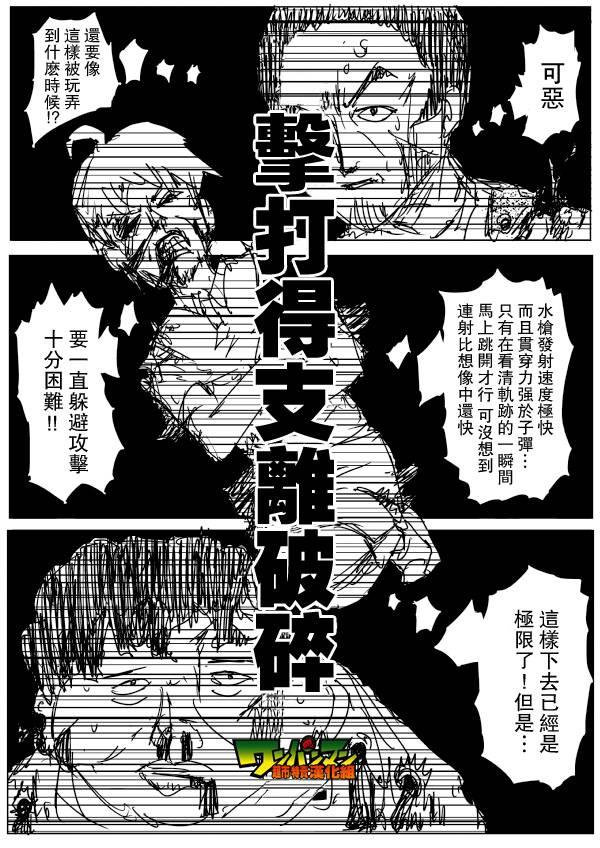 可惡
還要像
這樣被玩弄
到什麼時候!?
擊打得支離破碎
水槍發射速度極快
而且貫穿力强於子彈…
只有在看清軌跡的一瞬間
馬上跳開才行 可沒想到
連射比想像中還快
要一直躲避攻擊
十分困難!!
這樣下去已經是
極限了！但是…
ワンパンマン
漢化組